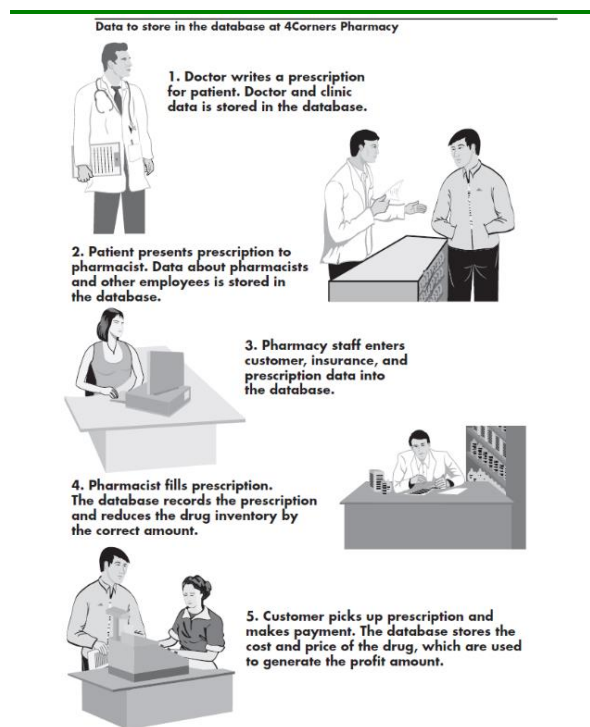 Data to store in the database at 4Corners Pharmacy
1. Doctor writes a prescription
for patient. Doctor and clinic
data is stored in the database.
2. Patient presents prescription to
pharmacist. Data about pharmacists
and other employees is stored in
the database.
3. Pharmacy staff enters
customer, insurance, and
prescription data into
the database.
4. Pharmacist fills prescription.
The database records the prescription
and reduces the drug inventory by
the correct amount.
5. Customer picks up prescription and
makes payment. The database stores the
cost and price of the drug, which are used
to generate the profit amount.